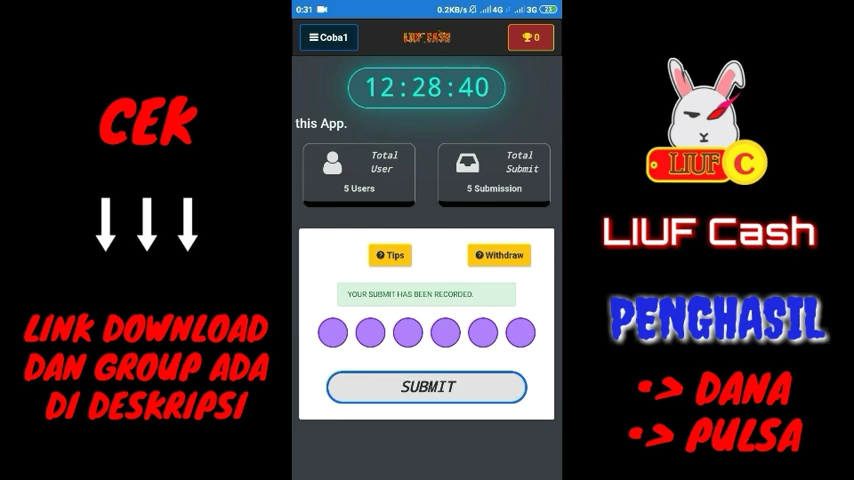 CEK
LINK DOWNLOAD
DAN GROUP ADA
DI DESKRIPSI
0:31
0.2KB/s 4G 3G 23
Coba1
LIUF CASH
0
12:28:40
this App.
Total
User
5 Users
Total
Submit
5 Submission
Tips
Withdraw
YOUR SUBMIT HAS BEEN RECORDED.
SUBMIT
LIUF C
LIUF Cash
PENGHASIL
-> DANA
-> PULSA